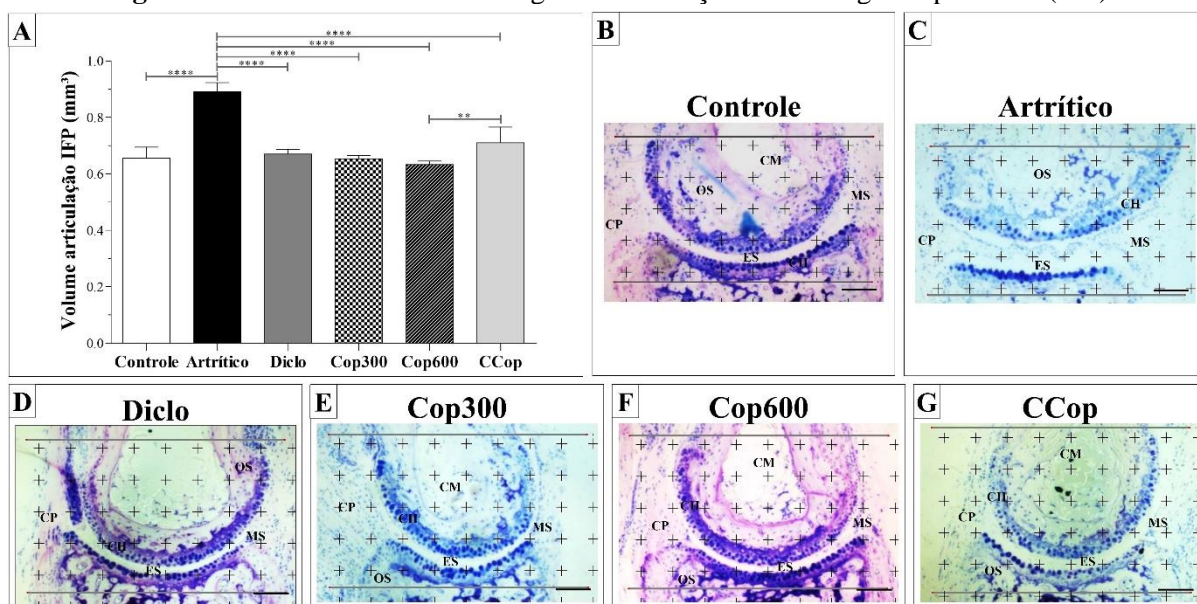 A
Volume articulação IFP (mm³)
1.0
0.8
0.6
0.4
0.2
0.0
****
****
****
****
****
**
Controle Artrítico Diclo Cop300 Cop600 CCop
B
Controle
CM
OS
MS
CP
ES
CH
C
Artrítico
OS
CH
CP
MS
ES
D
Diclo
OS
CP
MS
CH
ES
E
Cop300
CM
CP
CH
MS
ES
OS
F
Cop600
CM
CH
CP
MS
ES
OS
G
CCop
CM
CH
CP
MS
ES
OS